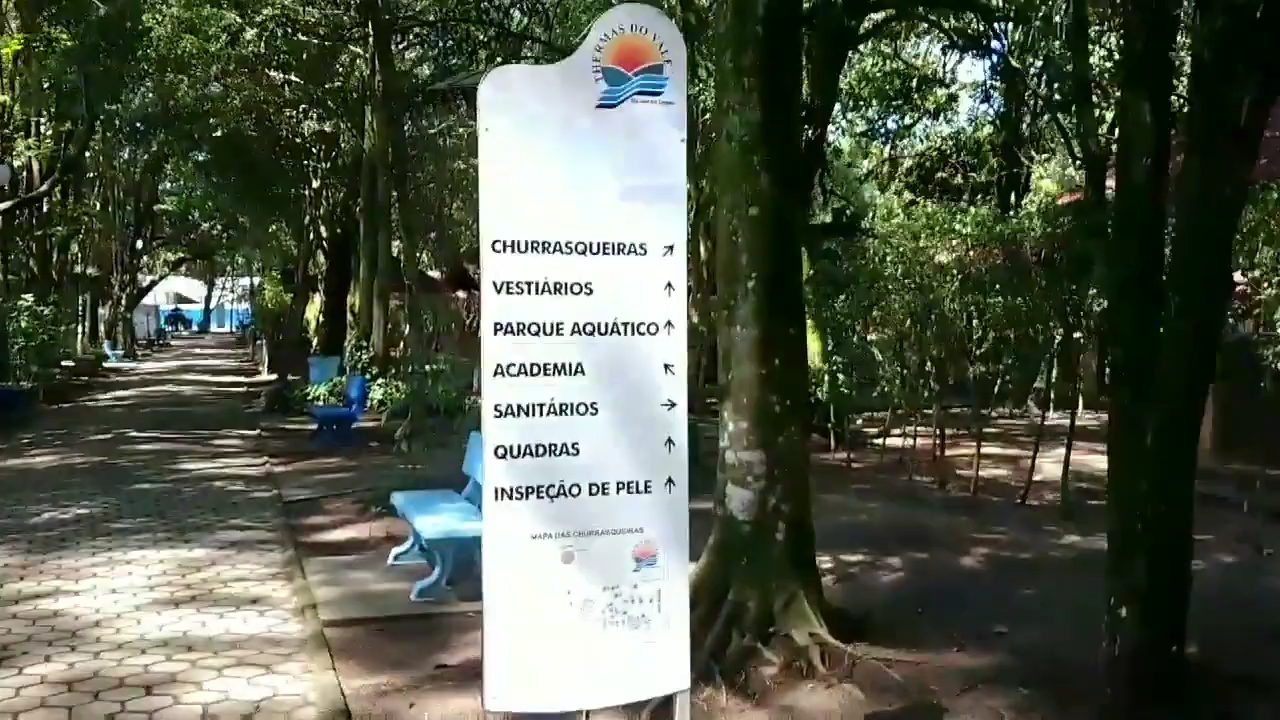 THERMAS DO VALE
CHURRASQUEIRAS ↗
VESTIÁRIOS ↑
PARQUE AQUÁTICO ↑
ACADEMIA ↖
SANITÁRIOS →
QUADRAS ↑
INSPEÇÃO DE PELE ↑
MAPA DAS CHURRASQUEIRAS